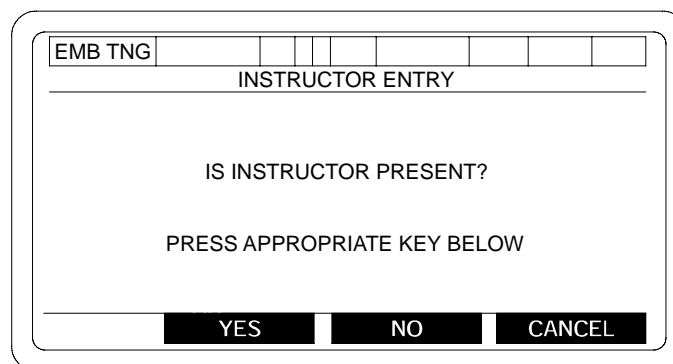 EMB TNG
INSTRUCTOR ENTRY
IS INSTRUCTOR PRESENT?
PRESS APPROPRIATE KEY BELOW
YES NO CANCEL